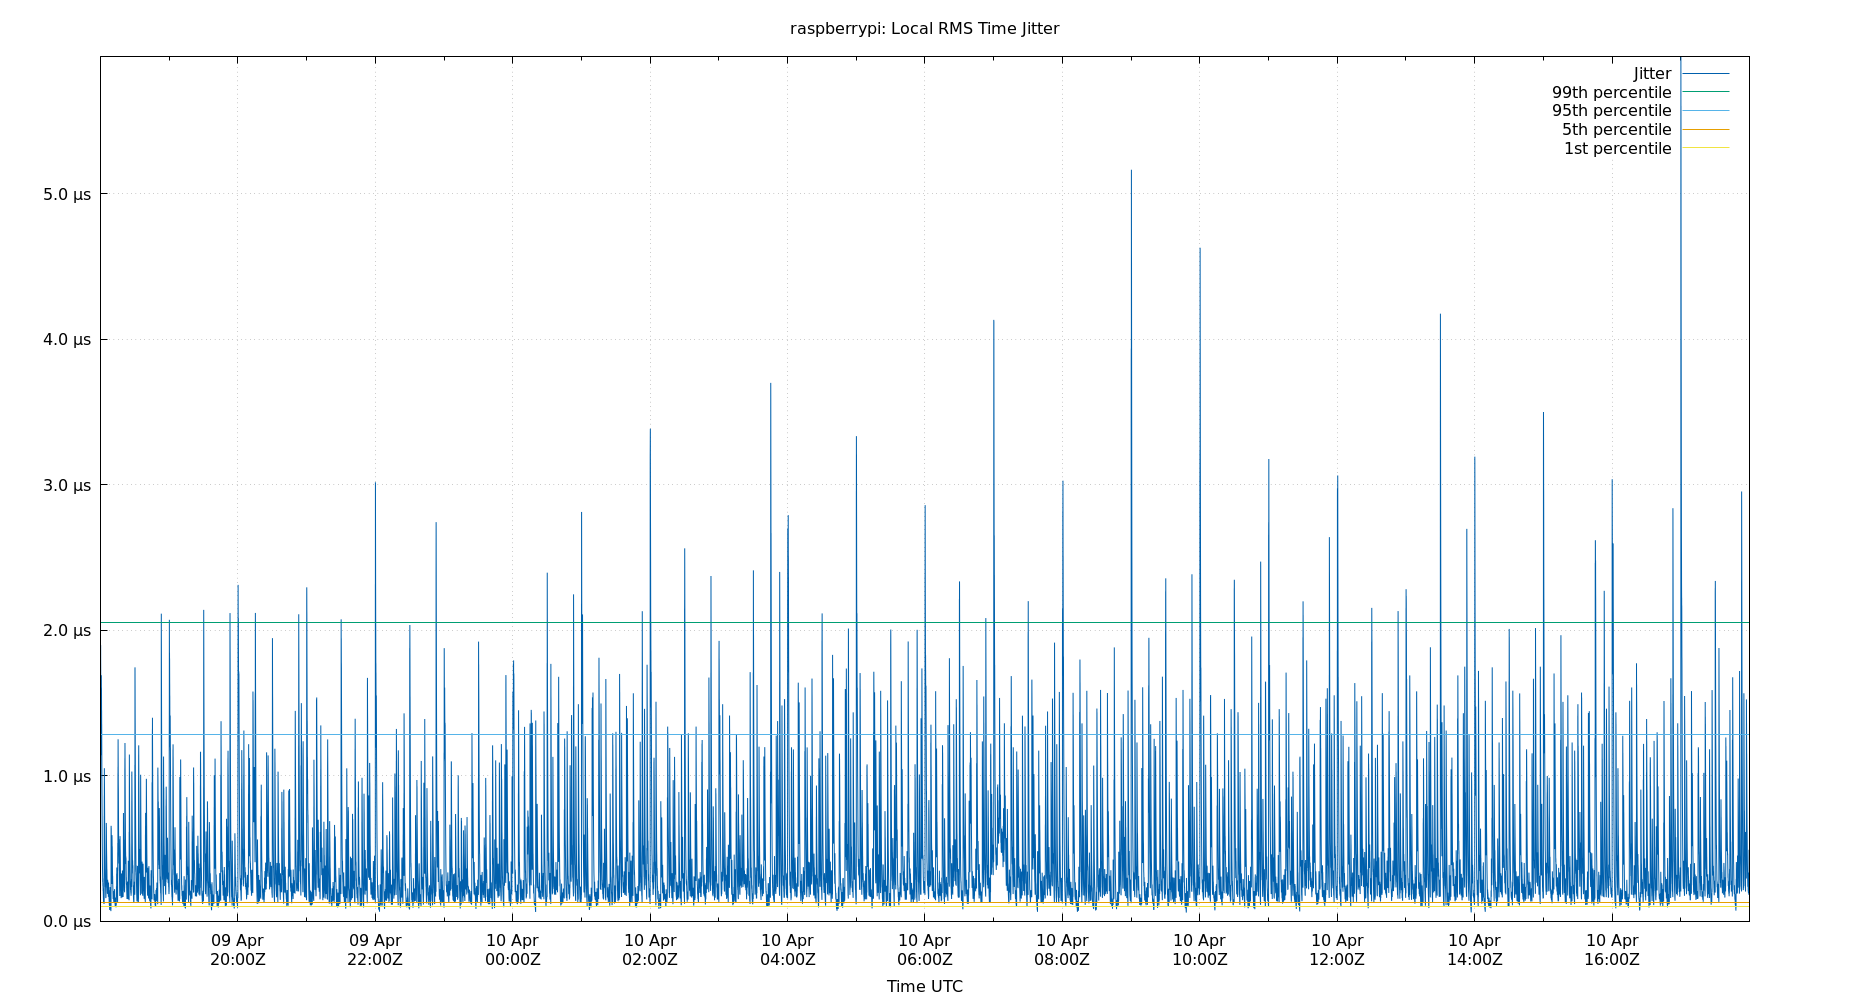 raspberrypi: Local RMS Time Jitter
Jitter
99th percentile
95th percentile
5th percentile
1st percentile
5.0 µs
4.0 µs
3.0 µs
2.0 µs
1.0 µs
0.0 µs
09 Apr 09 Apr 10 Apr 10 Apr 10 Apr 10 Apr 10 Apr 10 Apr 10 Apr 10 Apr 10 Apr
20:00Z 22:00Z 00:00Z 02:00Z 04:00Z 06:00Z 08:00Z 10:00Z 12:00Z 14:00Z 16:00Z
Time UTC